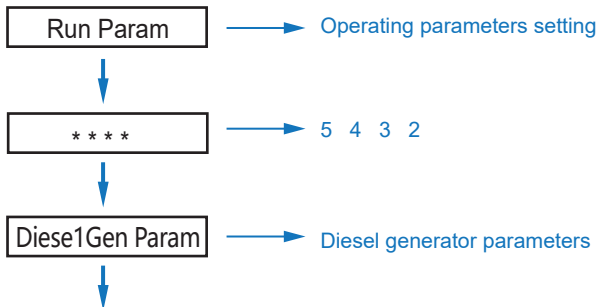 Run Param
Operating parameters setting
* * * *
5 4 3 2
Diese1Gen Param
Diesel generator parameters